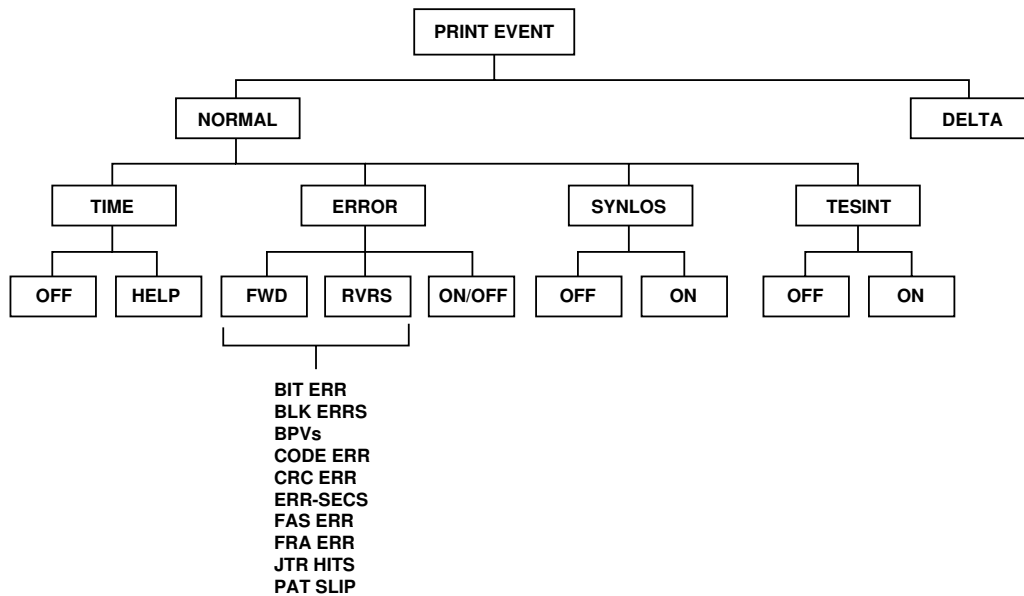 PRINT EVENT
NORMAL
DELTA
TIME
ERROR
SYNLOS
TESINT
OFF
HELP
FWD
RVRS
ON/OFF
OFF
ON
OFF
ON
BIT ERR
BLK ERRS
BPVs
CODE ERR
CRC ERR
ERR-SECS
FAS ERR
FRA ERR
JTR HITS
PAT SLIP